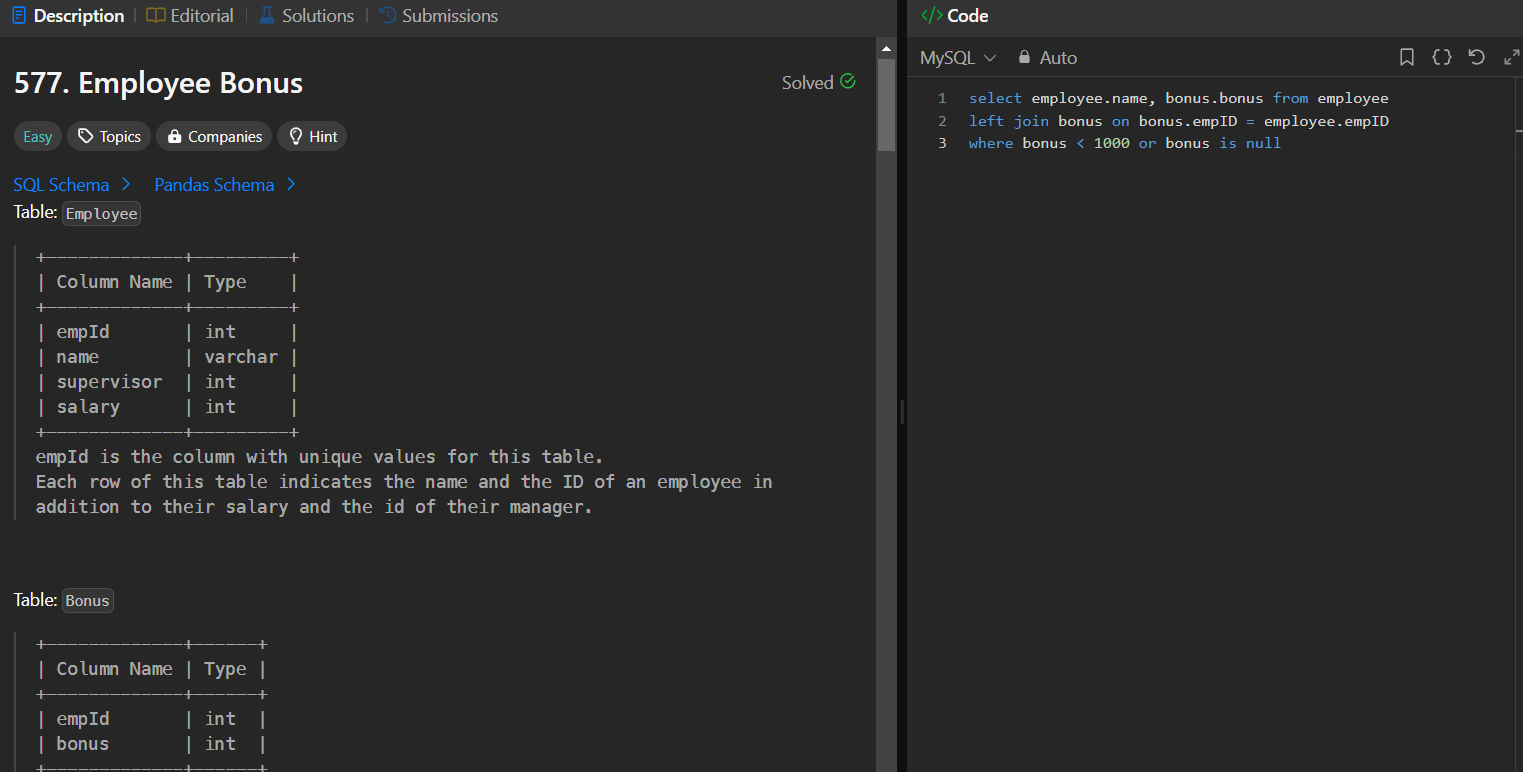 Description | Editorial | Solutions | Submissions
577. Employee Bonus
Solved
Easy Topics Companies Hint
SQL Schema > Pandas Schema >
Table: Employee
+-------------+---------+
| Column Name | Type    |
+-------------+---------+
| empId       | int     |
| name        | varchar |
| supervisor  | int     |
| salary      | int     |
+-------------+---------+
empId is the column with unique values for this table.
Each row of this table indicates the name and the ID of an employee in
addition to their salary and the id of their manager.
Table: Bonus
+-------------+------+
| Column Name | Type |
+-------------+------+
| empId       | int  |
| bonus       | int  |
+-------------+------+
</> Code
MySQL Auto {}
1 select employee.name, bonus.bonus from employee
2 left join bonus on bonus.empID = employee.empID
3 where bonus < 1000 or bonus is null